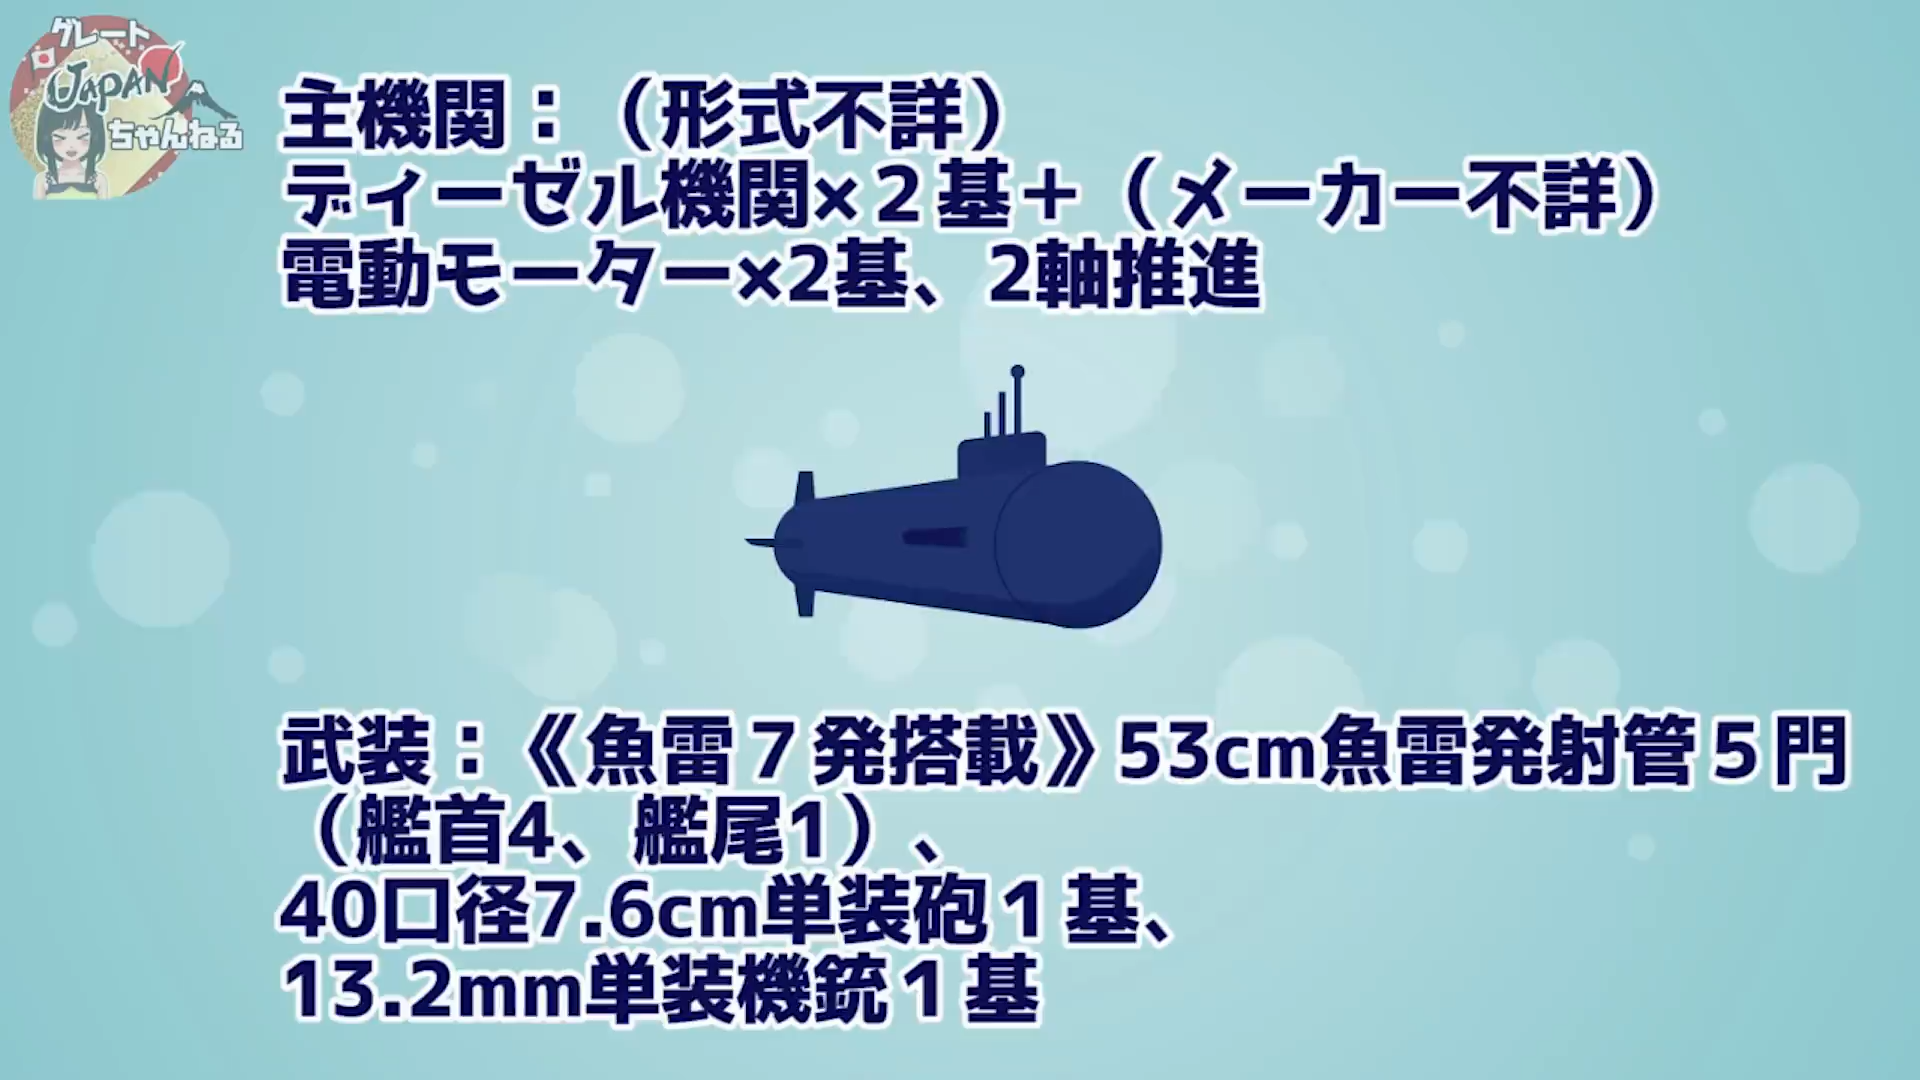 グレート
JAPAN
ちゃんねる
主機関：（形式不詳）
ディーゼル機関×２基＋（メーカー不詳）
電動モーター×2基、2軸推進
武装：《魚雷７発搭載》53cm魚雷発射管５門
（艦首4、艦尾1）、
40口径7.6cm単装砲１基、
13.2mm単装機銃１基